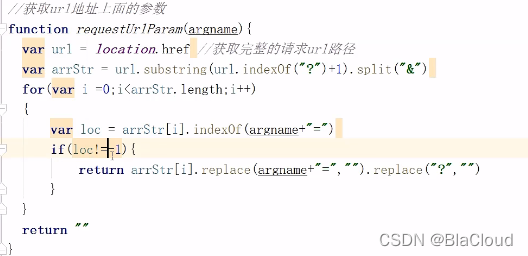 //获取url地址上面的参数
function requestUrlParam(argname){
var url = location.href //获取完整的请求url路径
var arrStr = url.substring(url.indexOf("?")+1).split("&")
for(var i =0;i<arrStr.length;i++)
{
var loc = arrStr[i].indexOf(argname+"=")
if(loc!=-1){
return arrStr[i].replace(argname+"=","").replace("?","")
}
}
return ""
}
CSDN @BlaCloud